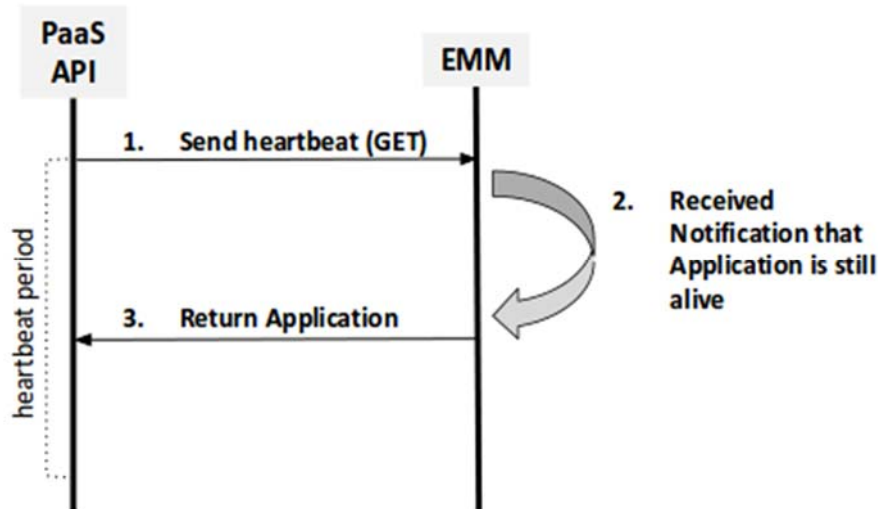 PaaS
API
EMM
1. Send heartbeat (GET)
2. Received
Notification that
Application is still
alive
3. Return Application
heartbeat period